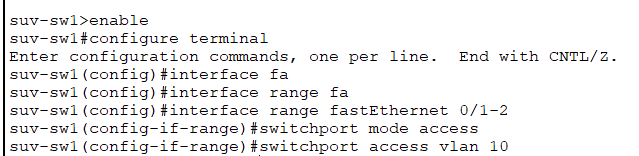 suv-sw1>enable
suv-sw1#configure terminal
Enter configuration commands, one per line.  End with CNTL/Z.
suv-sw1(config)#interface fa
suv-sw1(config)#interface range fa
suv-sw1(config)#interface range fastEthernet 0/1-2
suv-sw1(config-if-range)#switchport mode access
suv-sw1(config-if-range)#switchport access vlan 10